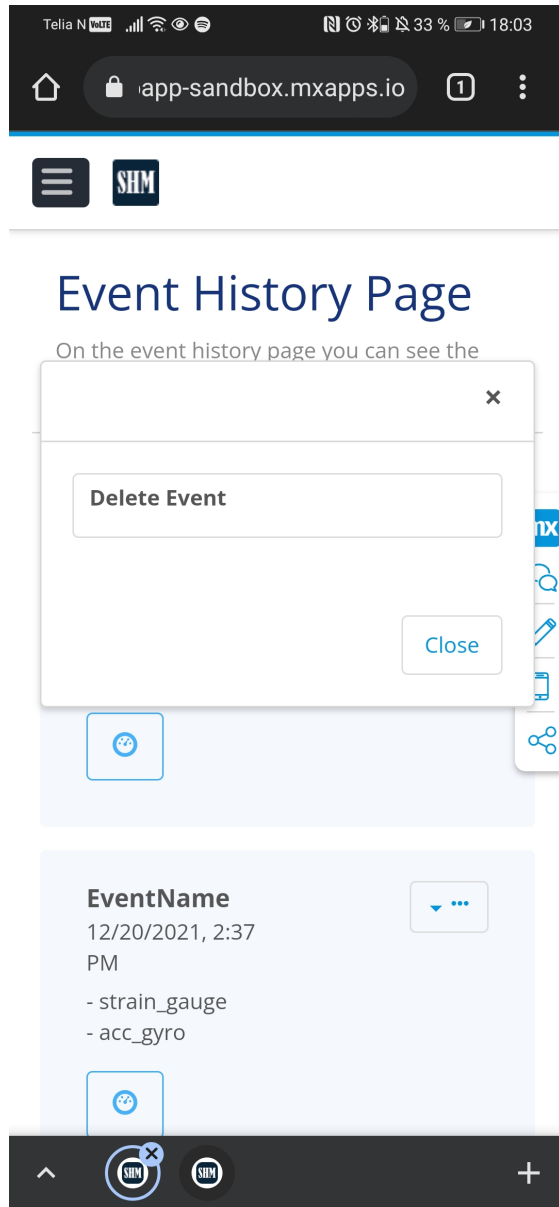 Telia N VoLTE 33 % 18:03
app-sandbox.mxapps.io 1
SHM
Event History Page
On the event history page you can see the
×
Delete Event
mx
Close
EventName
12/20/2021, 2:37
PM
- strain_gauge
- acc_gyro
SHM SHM